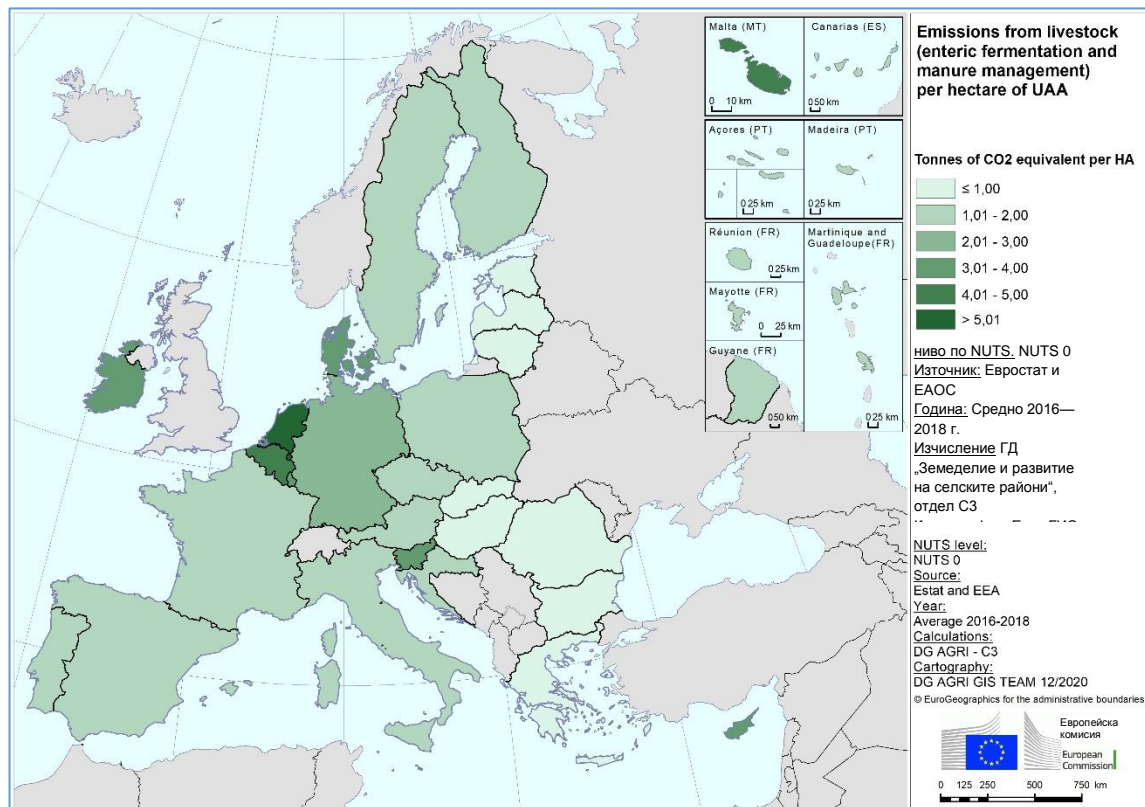 Malta (MT)
0 10 km
Canarias (ES)
0 50 km
Açores (PT)
0 25 km
Madeira (PT)
0 25 km
Réunion (FR)
0 25 km
Martinique and
Guadeloupe(FR)
0 25 km
Mayotte (FR)
0 25 km
Guyane (FR)
0 50 km
Emissions from livestock
(enteric fermentation and
manure management)
per hectare of UAA
Tonnes of CO2 equivalent per HA
≤ 1,00
1,01 - 2,00
2,01 - 3,00
3,01 - 4,00
4,01 - 5,00
> 5,01
ниво по NUTS. NUTS 0
Източник: Евростат и
ЕАОС
Година: Средно 2016—
2018 г.
Изчисление ГД
„Земеделие и развитие
на селските райони“,
отдел С3
NUTS level:
NUTS 0
Source:
Estat and EEA
Year:
Average 2016-2018
Calculations:
DG AGRI - C3
Cartography:
DG AGRI GIS TEAM 12/2020
© EuroGeographics for the administrative boundaries
Европейска
комисия
European
Commission
0 125 250 500 750 km